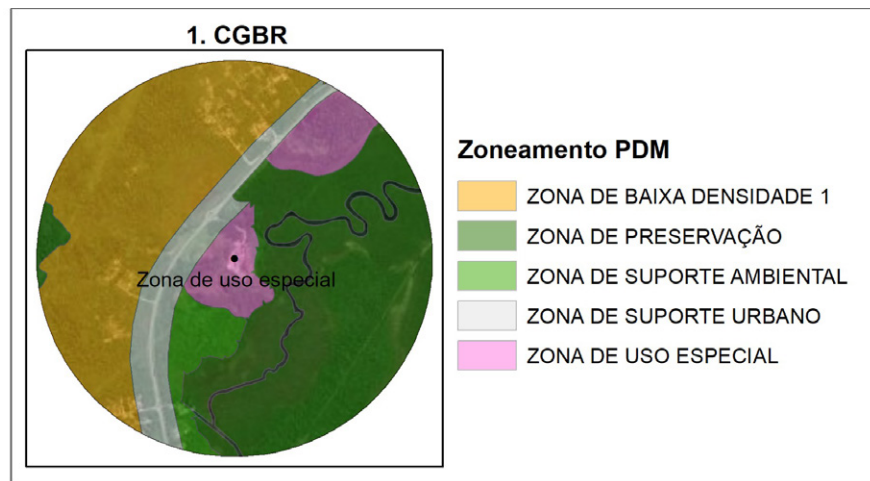 1. CGBR
Zona de uso especial
Zoneamento PDM
ZONA DE BAIXA DENSIDADE 1
ZONA DE PRESERVAÇÃO
ZONA DE SUPORTE AMBIENTAL
ZONA DE SUPORTE URBANO
ZONA DE USO ESPECIAL